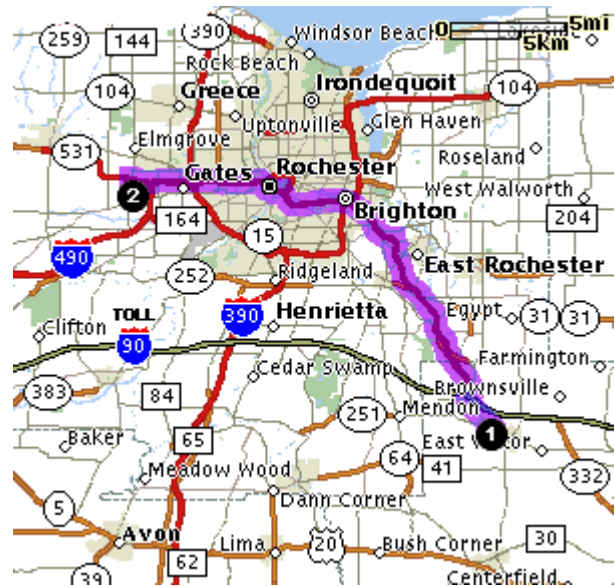 259
144
(390)
Windsor Beach
0
5mi
5km
Rock Beach
104
Greece
Irondequoit
104
Uptonville
Glen Haven
Elmgrove
531
Roseland
Gates
Rochester
2
West Walworth
164
Brighton
204
15
490
252
East Rochester
Ridgeland
TOLL
390
Henrietta
Egypt
31
31
Clifton
90
Farmington
Cedar Swamp
383
84
Brownsville
251
Mendon
1
65
Baker
East Victor
64
41
332
Meadow Wood
Dann Corner
5
Avon
20
30
62
Lima
Bush Corner
39
Centerfield